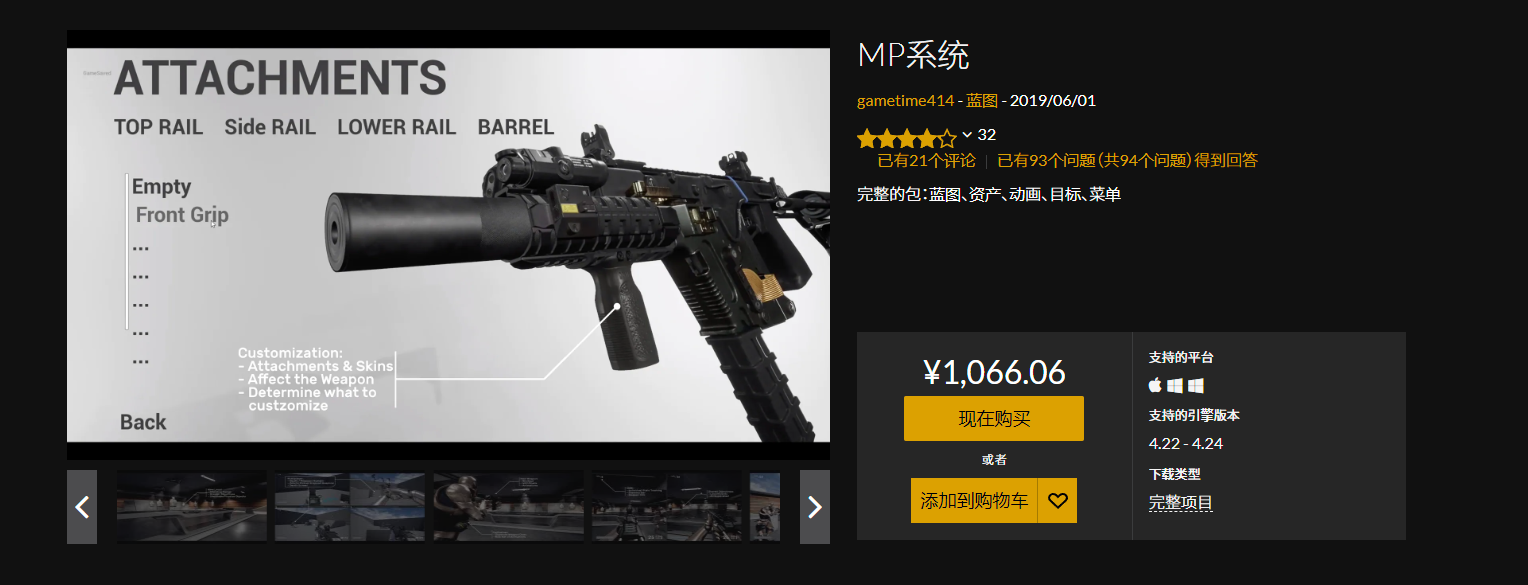 ATTACHMENTS
TOP RAIL Side RAIL LOWER RAIL BARREL
Empty
Front Grip
...
...
...
...
...
Customization:
- Attachments & Skins
- Affect the Weapon
- Determine what to
custzomize
Back
MP系统
gametime414 - 蓝图 - 2019/06/01
32
已有21个评论 | 已有93个问题(共94个问题)得到回答
完整的包:蓝图、资产、动画、目标、菜单
¥1,066.06
现在购买
或者
添加到购物车
支持的平台
支持的引擎版本
4.22 - 4.24
下载类型
完整项目